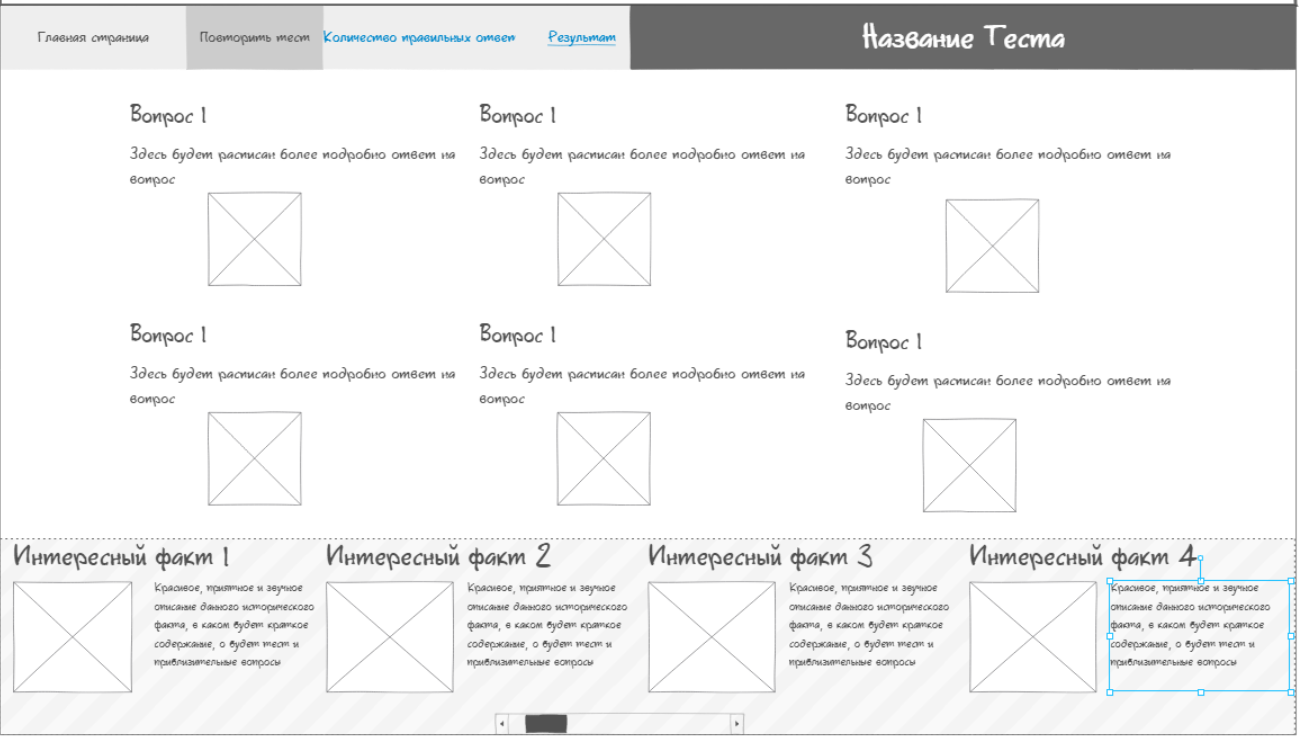 Главная страница
Повторить тест
Количество правильных ответ
Результат
Название Теста
Вопрос 1
Здесь будет расписан более подробно ответ на
вопрос
Вопрос 1
Здесь будет расписан более подробно ответ на
вопрос
Вопрос 1
Здесь будет расписан более подробно ответ на
вопрос
Вопрос 1
Здесь будет расписан более подробно ответ на
вопрос
Вопрос 1
Здесь будет расписан более подробно ответ на
вопрос
Вопрос 1
Здесь будет расписан более подробно ответ на
вопрос
Интересный факт 1
Красивое, приятное и звучное
описание данного исторического
факта, в каком будет краткое
содержание, о будет тест и
приблизительные вопросы
Интересный факт 2
Красивое, приятное и звучное
описание данного исторического
факта, в каком будет краткое
содержание, о будет тест и
приблизительные вопросы
Интересный факт 3
Красивое, приятное и звучное
описание данного исторического
факта, в каком будет краткое
содержание, о будет тест и
приблизительные вопросы
Интересный факт 4
Красивое, приятное и звучное
описание данного исторического
факта, в каком будет краткое
содержание, о будет тест и
приблизительные вопросы